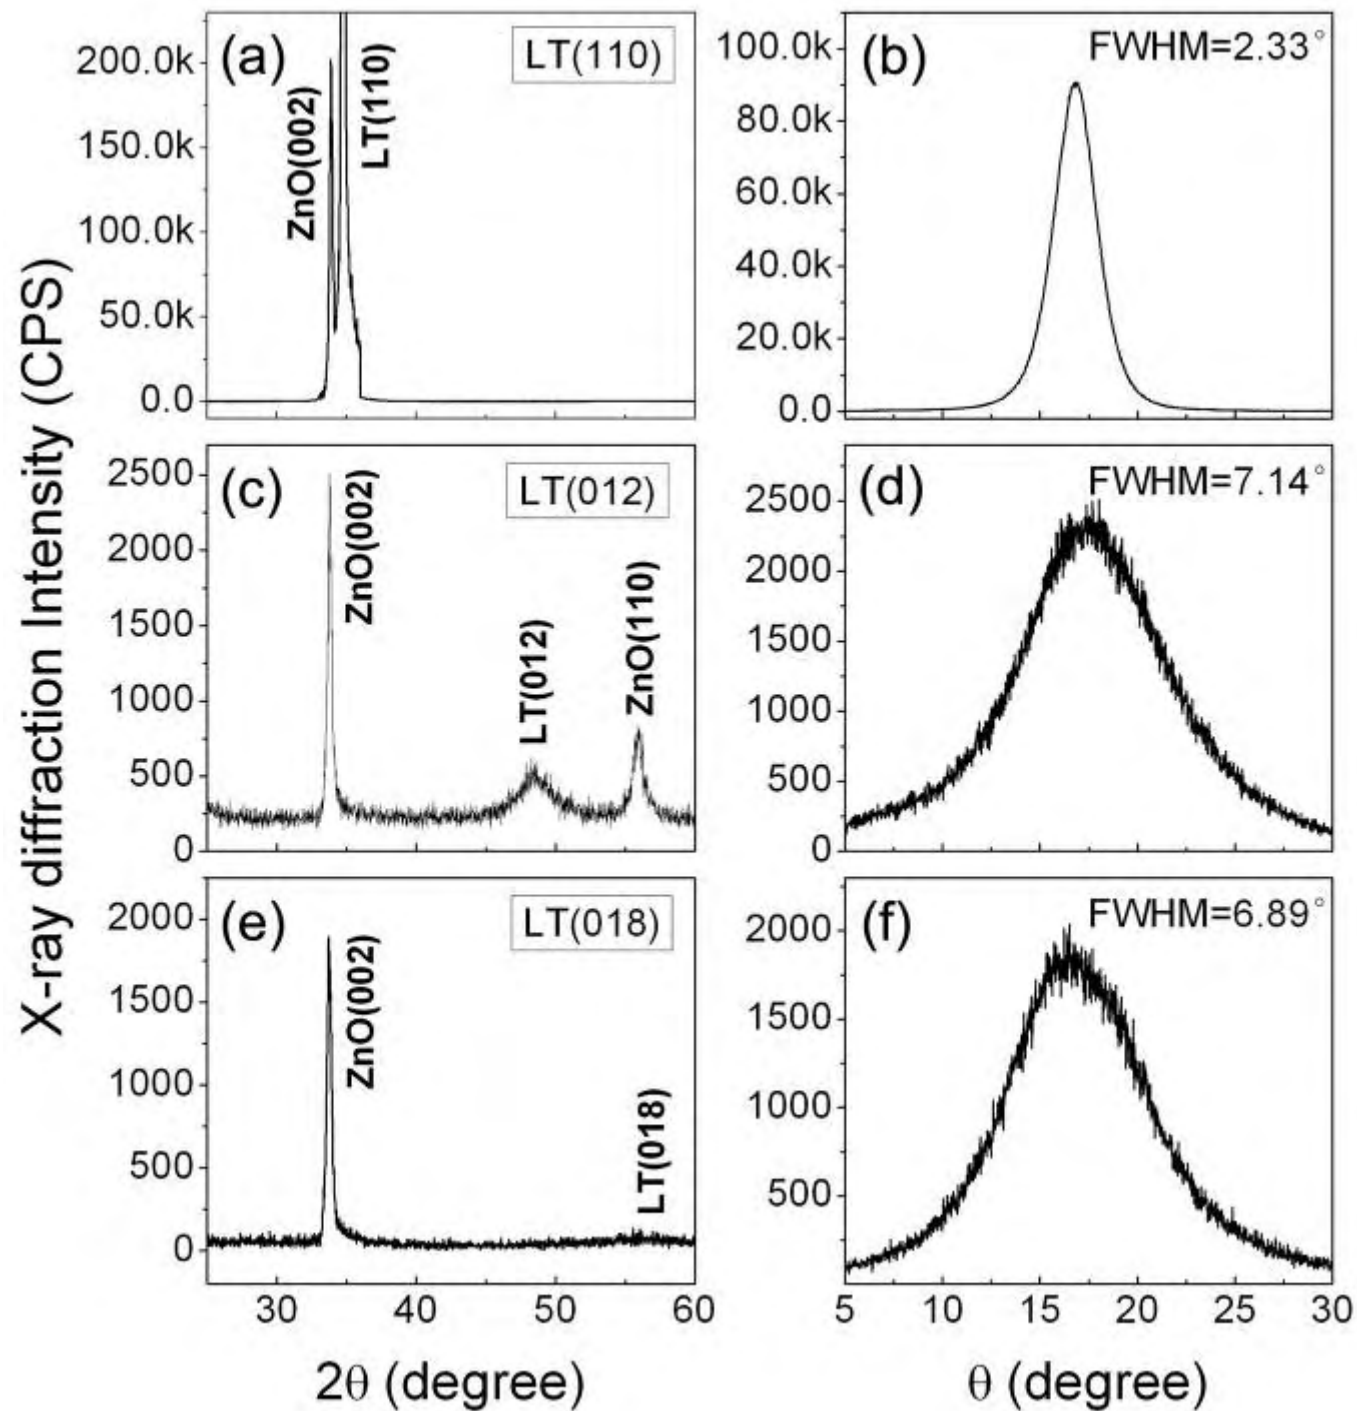 X-ray diffraction Intensity (CPS)
(a)
LT(110)
ZnO(002)
LT(110)
200.0k
150.0k
100.0k
50.0k
0.0
(b)
FWHM=2.33°
100.0k
80.0k
60.0k
40.0k
20.0k
0.0
(c)
LT(012)
ZnO(002)
LT(012)
ZnO(110)
2500
2000
1500
1000
500
0
(d)
FWHM=7.14°
2500
2000
1500
1000
500
0
(e)
LT(018)
ZnO(002)
LT(018)
2000
1500
1000
500
0
30 40 50 60
2θ (degree)
(f)
FWHM=6.89°
2000
1500
1000
500
5 10 15 20 25 30
θ (degree)